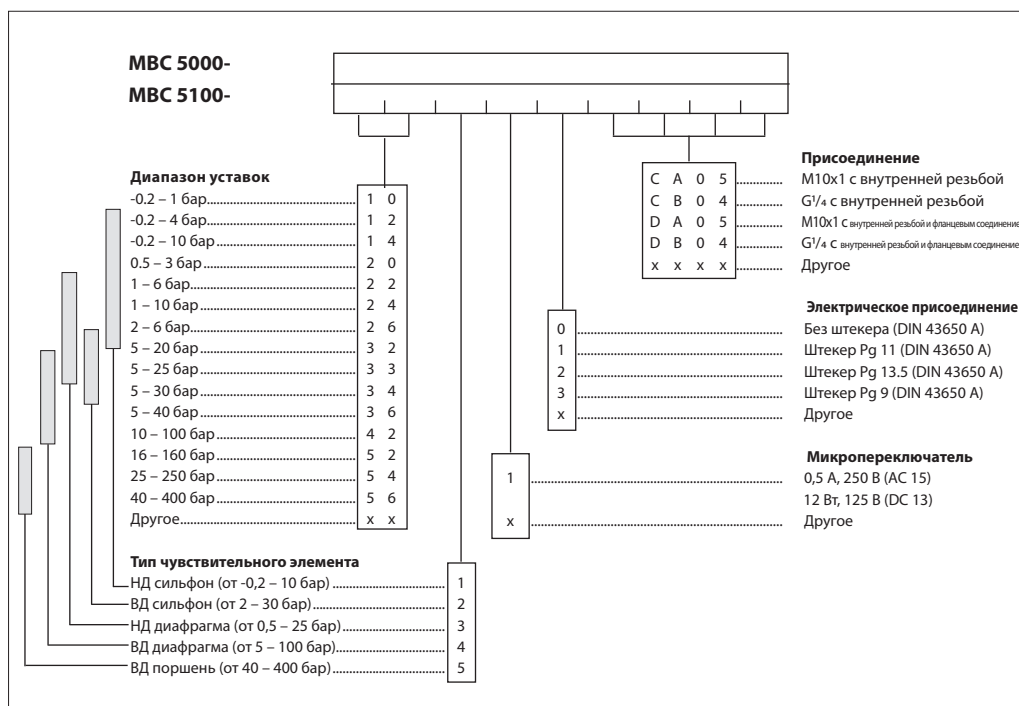 MBC 5000-
MBC 5100-
Диапазон уставок
-0.2 – 1 бар 1 0
-0.2 – 4 бар 1 2
-0.2 – 10 бар 1 4
0.5 – 3 бар 2 0
1 – 6 бар 2 2
1 – 10 бар 2 4
2 – 6 бар 2 6
5 – 20 бар 3 2
5 – 25 бар 3 3
5 – 30 бар 3 4
5 – 40 бар 3 6
10 – 100 бар 4 2
16 – 160 бар 5 2
25 – 250 бар 5 4
40 – 400 бар 5 6
Другое x x
Тип чувствительного элемента
НД сильфон (от -0,2 – 10 бар) 1
ВД сильфон (от 2 – 30 бар) 2
НД диафрагма (от 0,5 – 25 бар) 3
ВД диафрагма (от 5 – 100 бар) 4
ВД поршень (от 40 – 400 бар) 5
Присоединение
C A 0 5 M10x1 с внутренней резьбой
C B 0 4 G1/4 с внутренней резьбой
D A 0 5 M10x1 с внутренней резьбой и фланцевым соединение
D B 0 4 G1/4 с внутренней резьбой и фланцевым соединение
x x x x Другое
Электрическое присоединение
0 Без штекера (DIN 43650 A)
1 Штекер Pg 11 (DIN 43650 A)
2 Штекер Pg 13.5 (DIN 43650 A)
3 Штекер Pg 9 (DIN 43650 A)
x Другое
Микропереключатель
1 0,5 A, 250 В (AC 15)
12 Вт, 125 В (DC 13)
x Другое